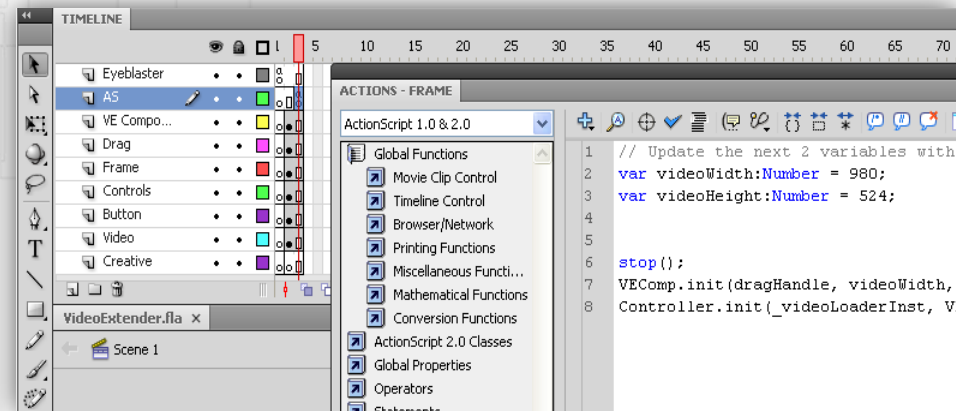 TIMELINE
1 5 10 15 20 25 30 35 40 45 50 55 60 65 70
Eyeblaster
AS
VE Compo...
Drag
Frame
Controls
Button
Video
Creative
VideoExtender.fla ×
Scene 1
ACTIONS - FRAME
ActionScript 1.0 & 2.0
Global Functions
Movie Clip Control
Timeline Control
Browser/Network
Printing Functions
Miscellaneous Functi...
Mathematical Functions
Conversion Functions
ActionScript 2.0 Classes
Global Properties
Operators
Statements
1 // Update the next 2 variables with
2 var videoWidth:Number = 980;
3 var videoHeight:Number = 524;
4
5
6 stop();
7 VEComp.init(dragHandle, videoWidth,
8 Controller.init(_videoLoaderInst, V